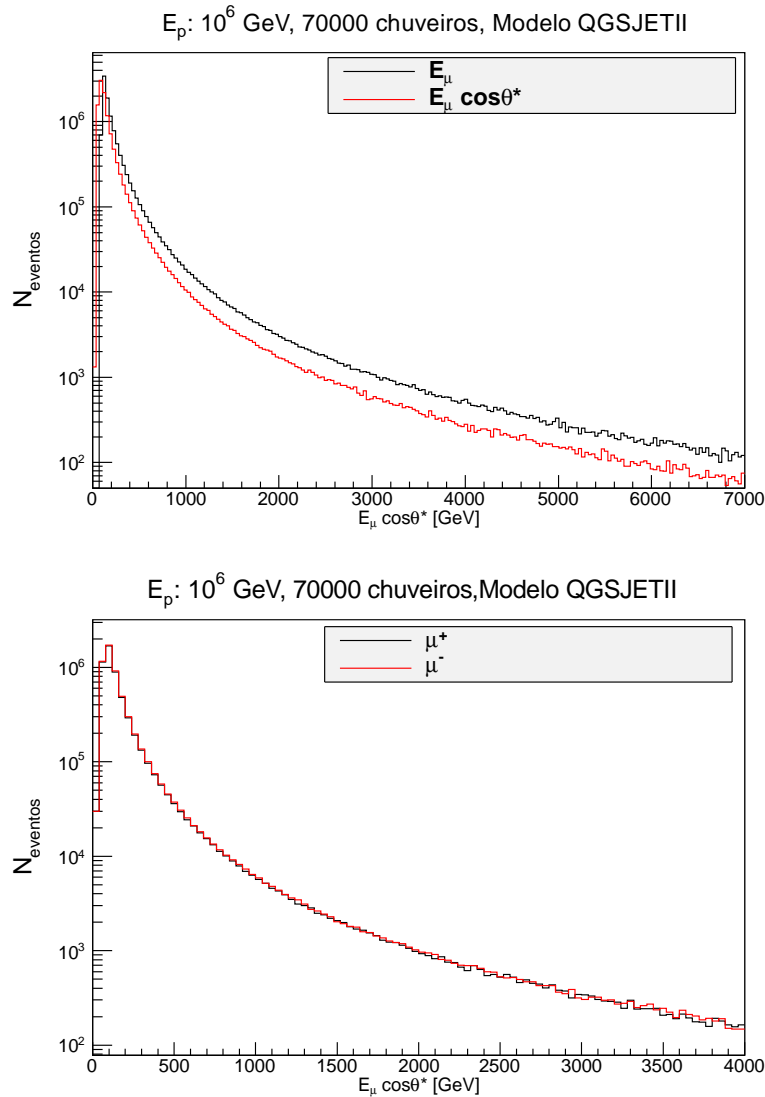 E_p: 10^6 GeV, 70000 chuveiros, Modelo QGSJETII
E_μ
E_μ cosθ*
10^6
10^5
10^4
10^3
10^2
N_eventos
0 1000 2000 3000 4000 5000 6000 7000
E_μ cosθ* [GeV]
E_p: 10^6 GeV, 70000 chuveiros,Modelo QGSJETII
μ^+
μ^-
10^6
10^5
10^4
10^3
10^2
N_eventos
0 500 1000 1500 2000 2500 3000 3500 4000
E_μ cosθ* [GeV]